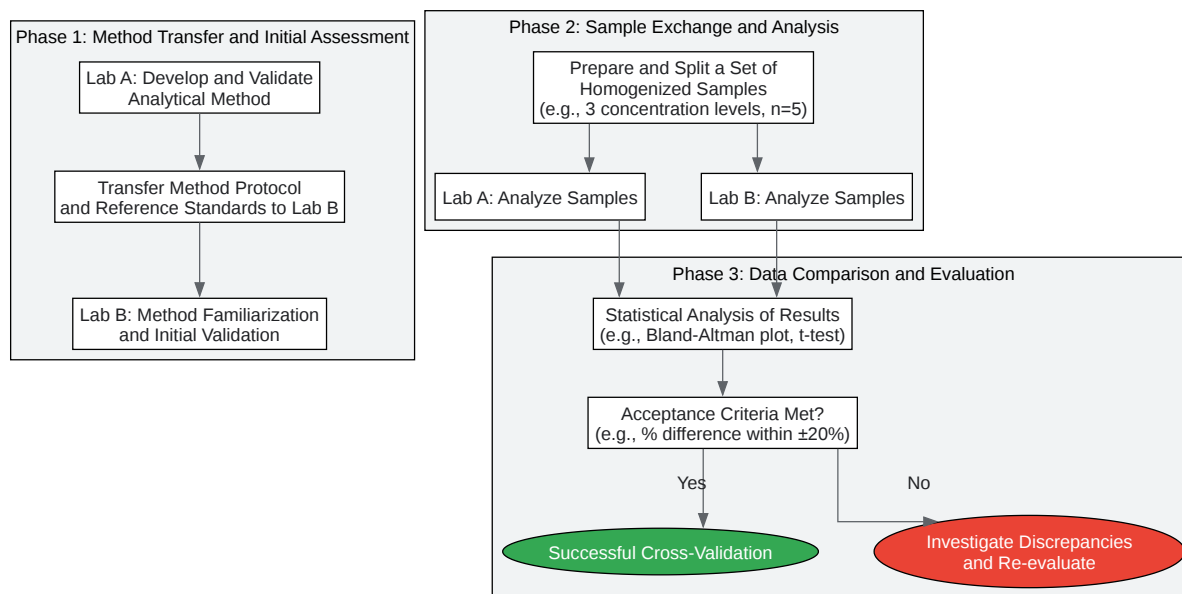 Phase 1: Method Transfer and Initial Assessment
Lab A: Develop and Validate
Analytical Method
Transfer Method Protocol
and Reference Standards to Lab B
Lab B: Method Familiarization
and Initial Validation
Phase 2: Sample Exchange and Analysis
Prepare and Split a Set of
Homogenized Samples
(e.g., 3 concentration levels, n=5)
Lab A: Analyze Samples
Lab B: Analyze Samples
Phase 3: Data Comparison and Evaluation
Statistical Analysis of Results
(e.g., Bland-Altman plot, t-test)
Acceptance Criteria Met?
(e.g., % difference within ±20%)
Yes
No
Successful Cross-Validation
Investigate Discrepancies
and Re-evaluate